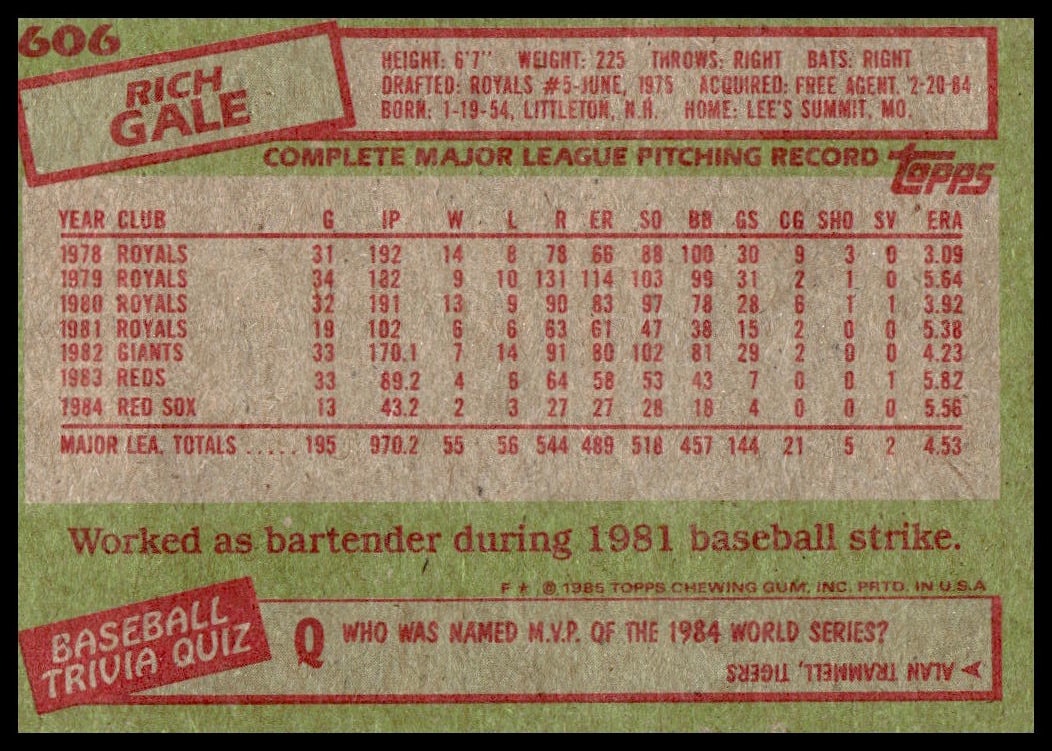 606
RICH
GALE
HEIGHT: 6'7" WEIGHT: 225 THROWS: RIGHT BATS: RIGHT
DRAFTED: ROYALS #5-JUNE, 1975 ACQUIRED: FREE AGENT, 2-20-84
BORN: 1-19-54, LITTLETON, N.H. HOME: LEE'S SUMMIT, MO.
COMPLETE MAJOR LEAGUE PITCHING RECORD topps
YEAR CLUB G IP W L R ER SO BB GS CG SHO SV ERA
1978 ROYALS 31 192 14 8 78 66 88 100 30 9 3 0 3.09
1979 ROYALS 34 182 9 10 131 114 103 99 31 2 1 0 5.64
1980 ROYALS 32 191 13 9 90 83 97 78 28 6 1 1 3.92
1981 ROYALS 19 102 6 6 63 61 47 38 15 2 0 0 5.38
1982 GIANTS 33 170.1 7 14 91 80 102 81 29 2 0 0 4.23
1983 REDS 33 89.2 4 6 64 58 53 43 7 0 0 1 5.82
1984 RED SOX 13 43.2 2 3 27 27 28 18 4 0 0 0 5.56
MAJOR LEA. TOTALS ..... 195 970.2 55 56 544 489 518 457 144 21 5 2 4.53
Worked as bartender during 1981 baseball strike.
F ★ © 1985 TOPPS CHEWING GUM, INC. PRTD. IN U.S.A
BASEBALL
TRIVIA QUIZ
Q WHO WAS NAMED M.V.P. OF THE 1984 WORLD SERIES?
A ALAN TRAMMELL, TIGERS